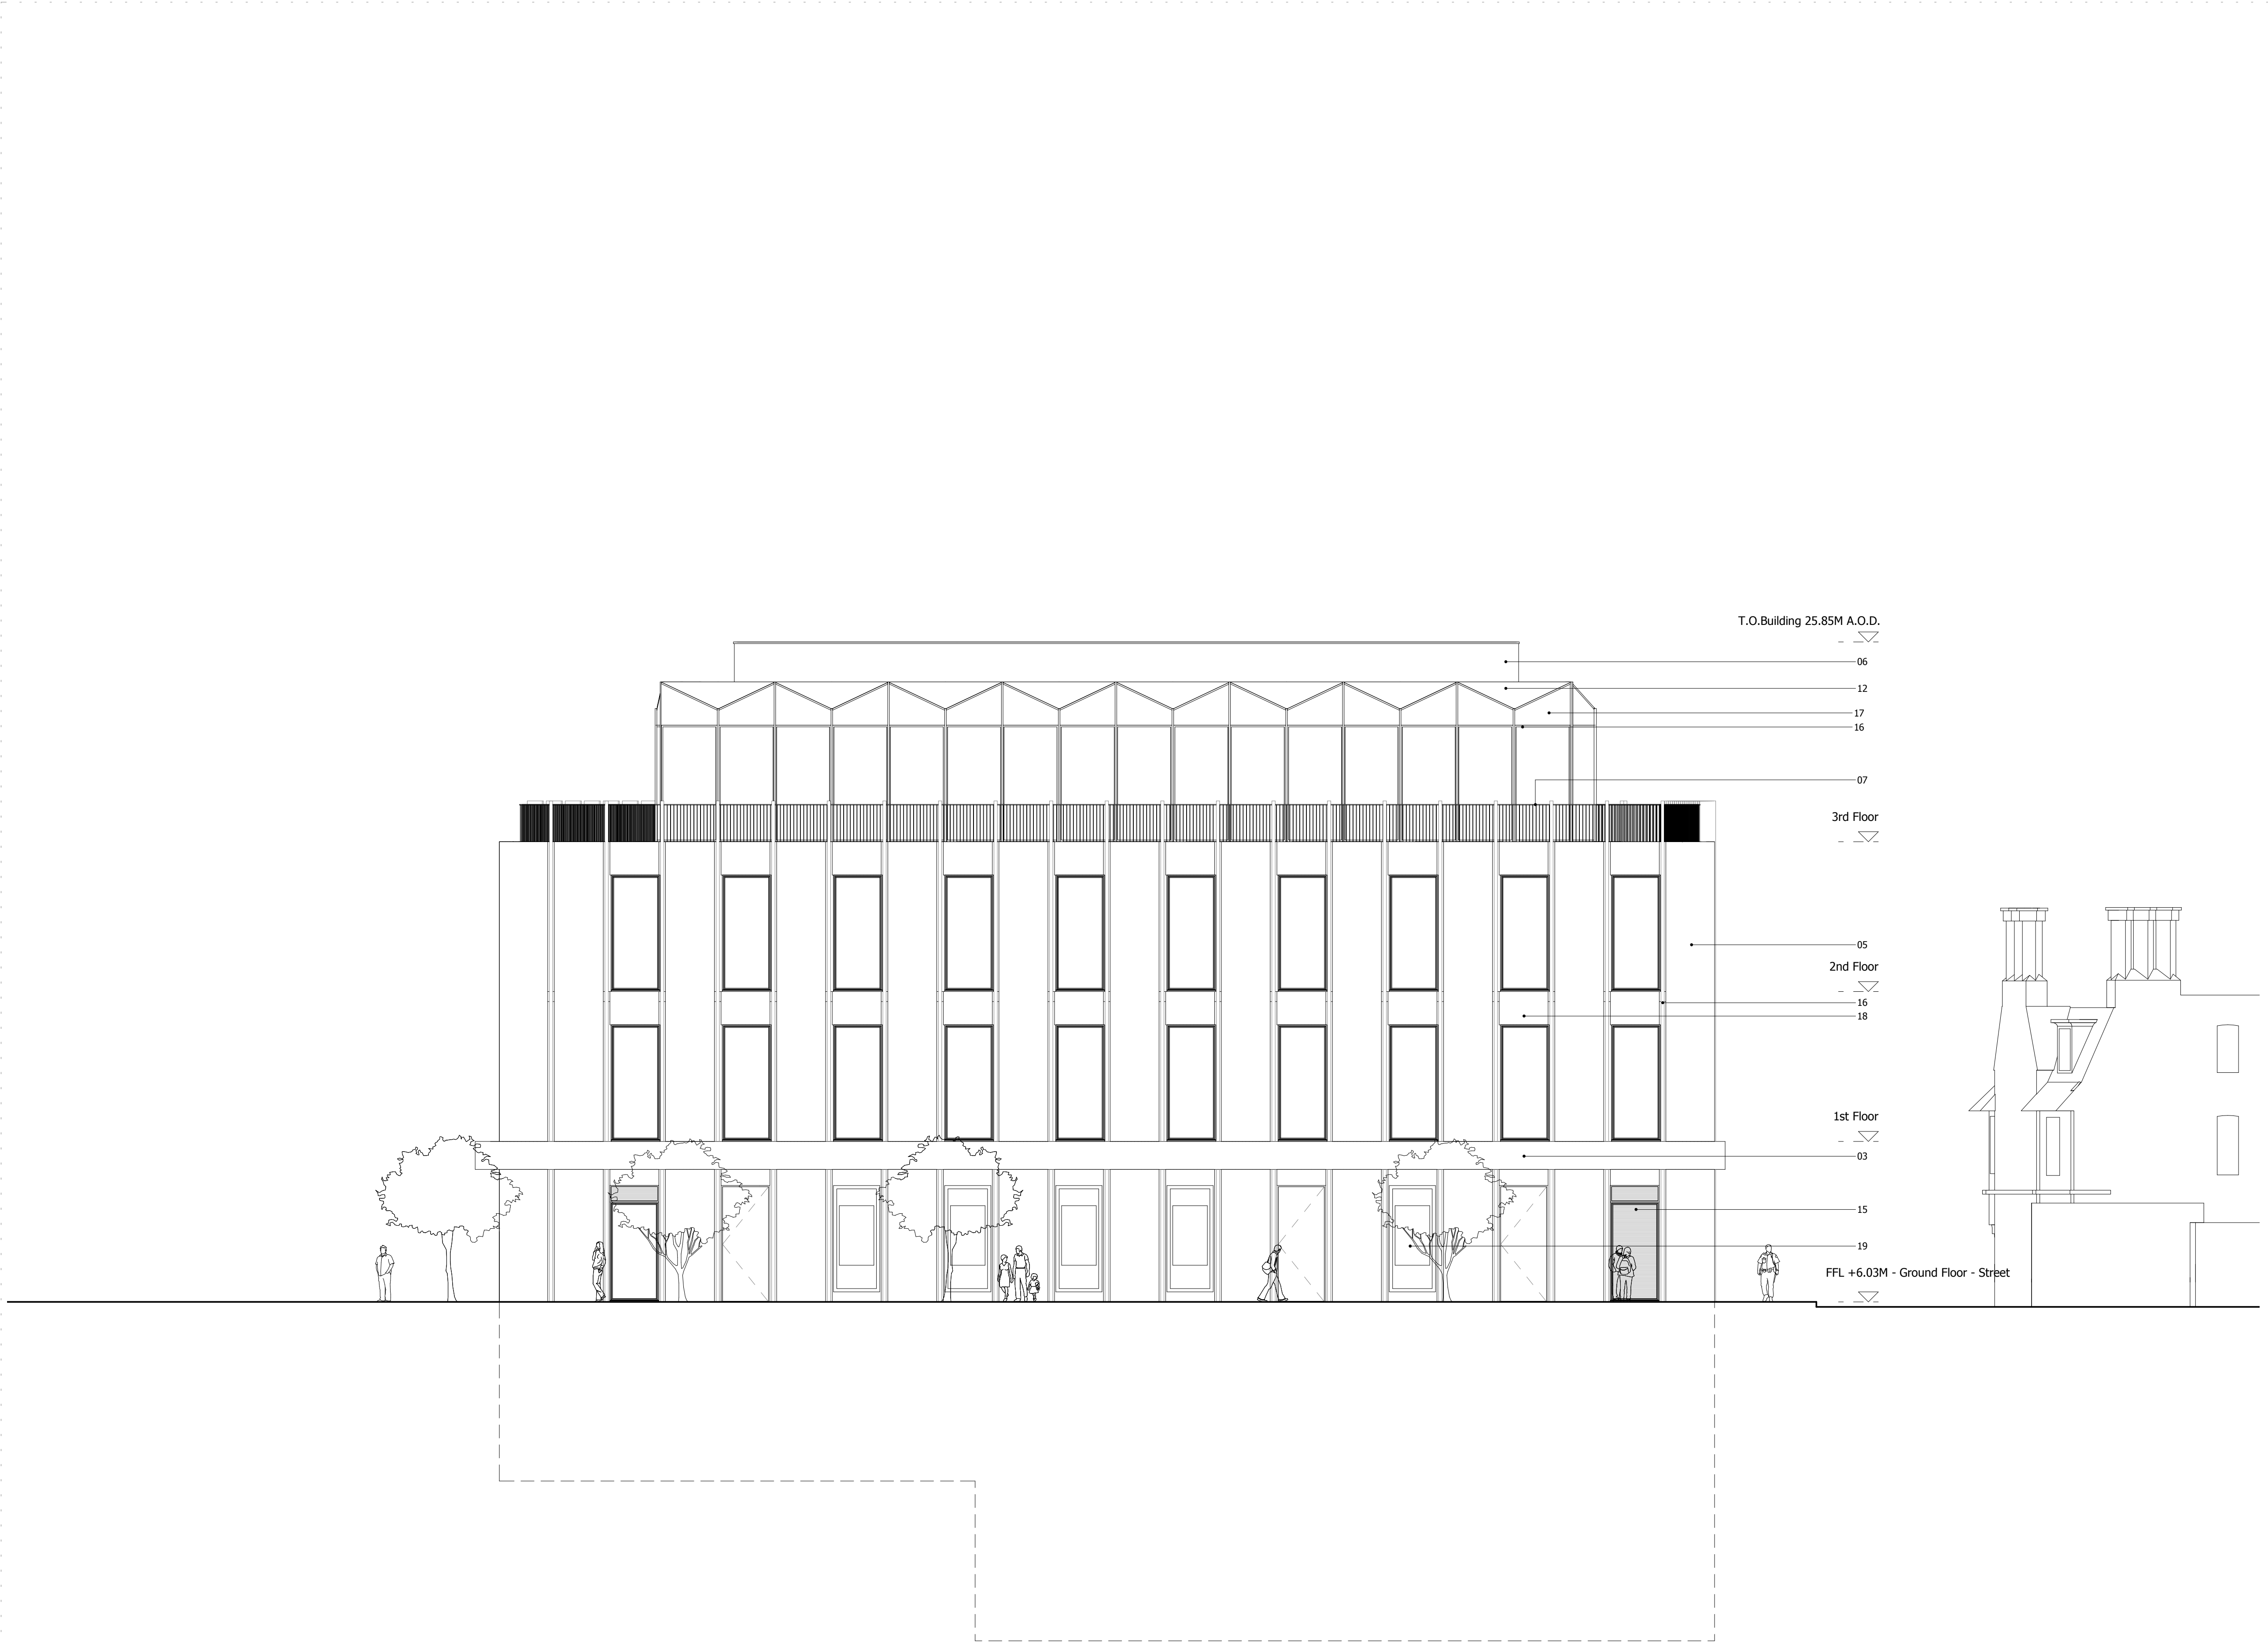 T.O.Building 25.85M A.O.D.
06
12
17
16
07
3rd Floor
05
2nd Floor
16
18
1st Floor
03
15
19
FFL +6.03M - Ground Floor - Street